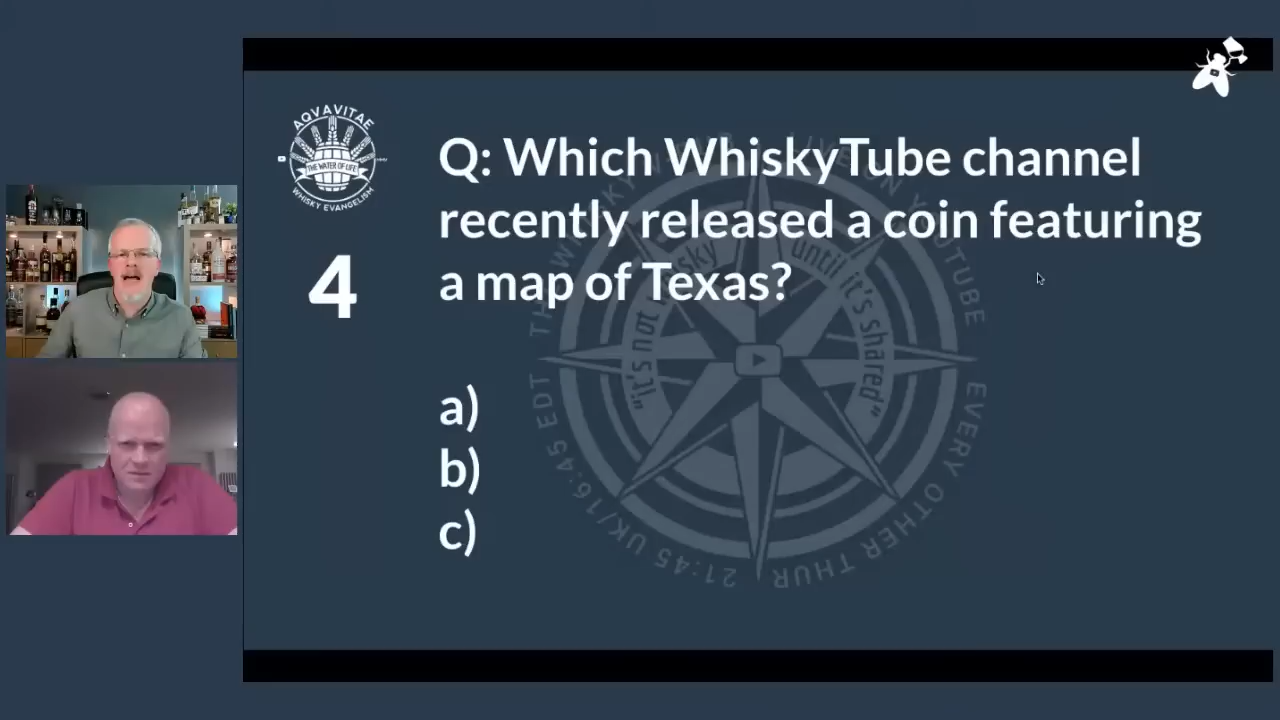 AQVAVITAE
THE WATER OF LIFE
WHISKY EVANGELISM
4
Q: Which WhiskyTube channel
recently released a coin featuring
a map of Texas?
a)
b)
c)
until it's shared"
"it's not
EVERY OTHER THUR
21:45 UK/16:45 EDT